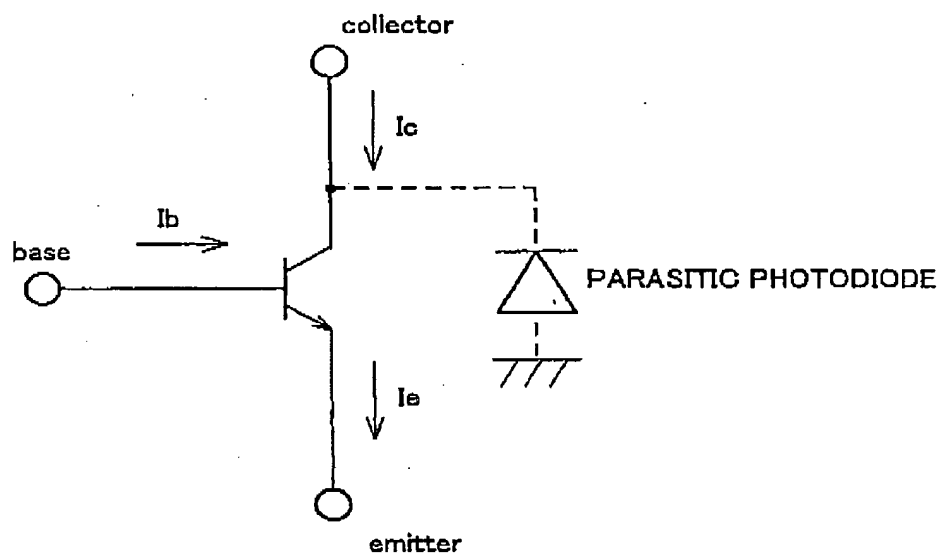 collector
Ic
Ib
base
PARASITIC PHOTODIODE
Ie
emitter